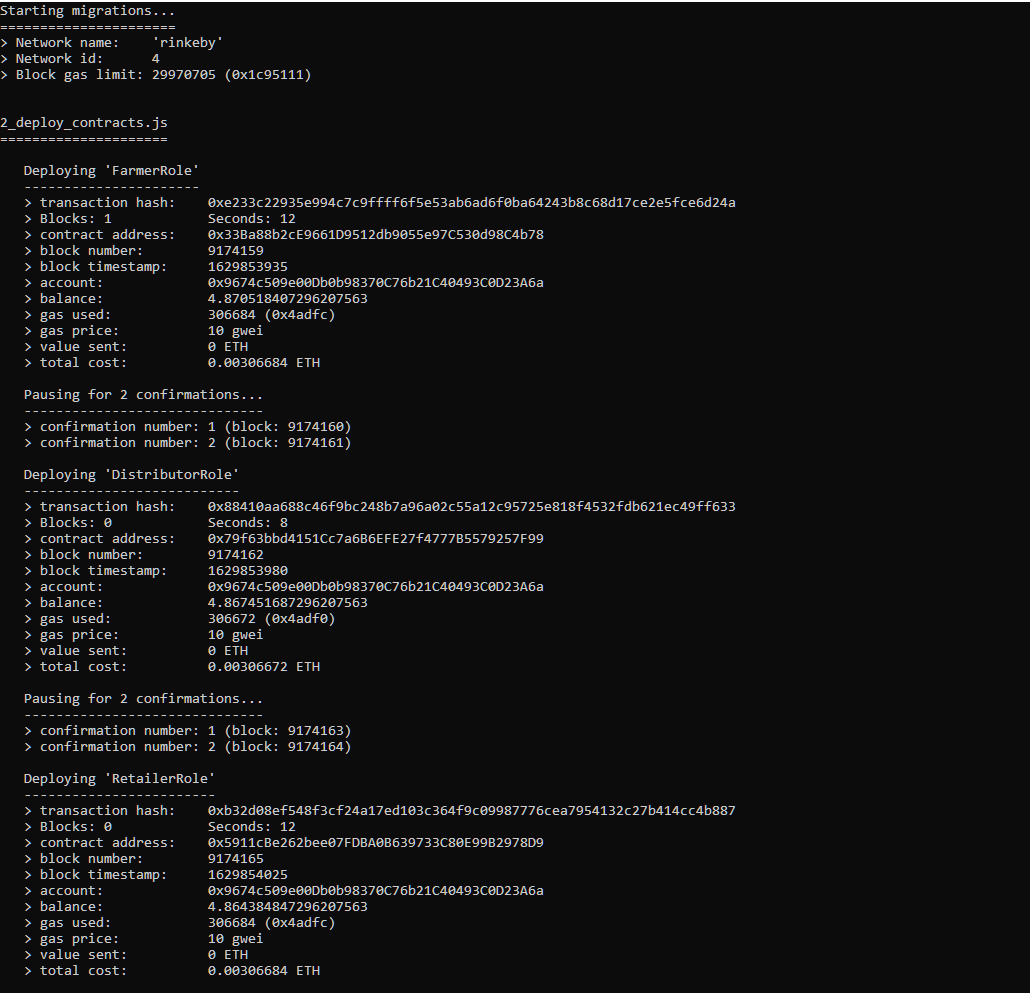 Starting migrations...
======================
> Network name:    'rinkeby'
> Network id:      4
> Block gas limit: 29970705 (0x1c95111)
2_deploy_contracts.js
=====================
Deploying 'FarmerRole'
----------------------
> transaction hash:    0xe233c22935e994c7c9ffff6f5e53ab6ad6f0ba64243b8c68d17ce2e5fce6d24a
> Blocks: 1            Seconds: 12
> contract address:    0x33Ba88b2cE9661D9512db9055e97C530d98C4b78
> block number:        9174159
> block timestamp:     1629853935
> account:             0x9674c509e00Db0b98370C76b21C40493C0D23A6a
> balance:             4.870518407296207563
> gas used:            306684 (0x4adfc)
> gas price:           10 gwei
> value sent:          0 ETH
> total cost:          0.00306684 ETH
Pausing for 2 confirmations...
------------------------------
> confirmation number: 1 (block: 9174160)
> confirmation number: 2 (block: 9174161)
Deploying 'DistributorRole'
---------------------------
> transaction hash:    0x88410aa688c46f9bc248b7a96a02c55a12c95725e818f4532fdb621ec49ff633
> Blocks: 0            Seconds: 8
> contract address:    0x79f63bbd4151Cc7a6B6EFE27f4777B5579257F99
> block number:        9174162
> block timestamp:     1629853980
> account:             0x9674c509e00Db0b98370C76b21C40493C0D23A6a
> balance:             4.867451687296207563
> gas used:            306672 (0x4adf0)
> gas price:           10 gwei
> value sent:          0 ETH
> total cost:          0.00306672 ETH
Pausing for 2 confirmations...
------------------------------
> confirmation number: 1 (block: 9174163)
> confirmation number: 2 (block: 9174164)
Deploying 'RetailerRole'
------------------------
> transaction hash:    0xb32d08ef548f3cf24a17ed103c364f9c09987776cea7954132c27b414cc4b887
> Blocks: 0            Seconds: 12
> contract address:    0x5911cBe262bee07FDBA0B639733C80E99B2978D9
> block number:        9174165
> block timestamp:     1629854025
> account:             0x9674c509e00Db0b98370C76b21C40493C0D23A6a
> balance:             4.864384847296207563
> gas used:            306684 (0x4adfc)
> gas price:           10 gwei
> value sent:          0 ETH
> total cost:          0.00306684 ETH